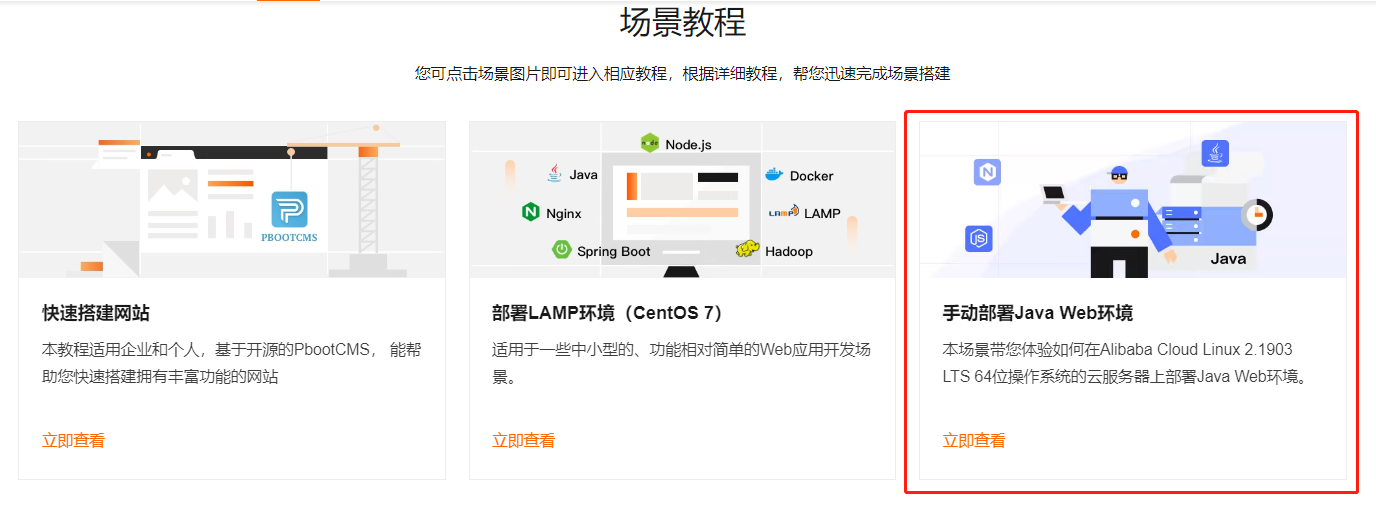 场景教程
您可点击场景图片即可进入相应教程，根据详细教程，帮您迅速完成场景搭建
PBOOTCMS
快速搭建网站
本教程适用企业和个人，基于开源的PbootCMS， 能帮
助您快速搭建拥有丰富功能的网站
立即查看
Node.js
Java
Docker
Nginx
LAMP
LAMP
Spring Boot
Hadoop
部署LAMP环境（CentOS 7）
适用于一些中小型的、功能相对简单的Web应用开发场
景。
立即查看
N
JS
Java
手动部署Java Web环境
本场景带您体验如何在Alibaba Cloud Linux 2.1903
LTS 64位操作系统的云服务器上部署Java Web环境。
立即查看